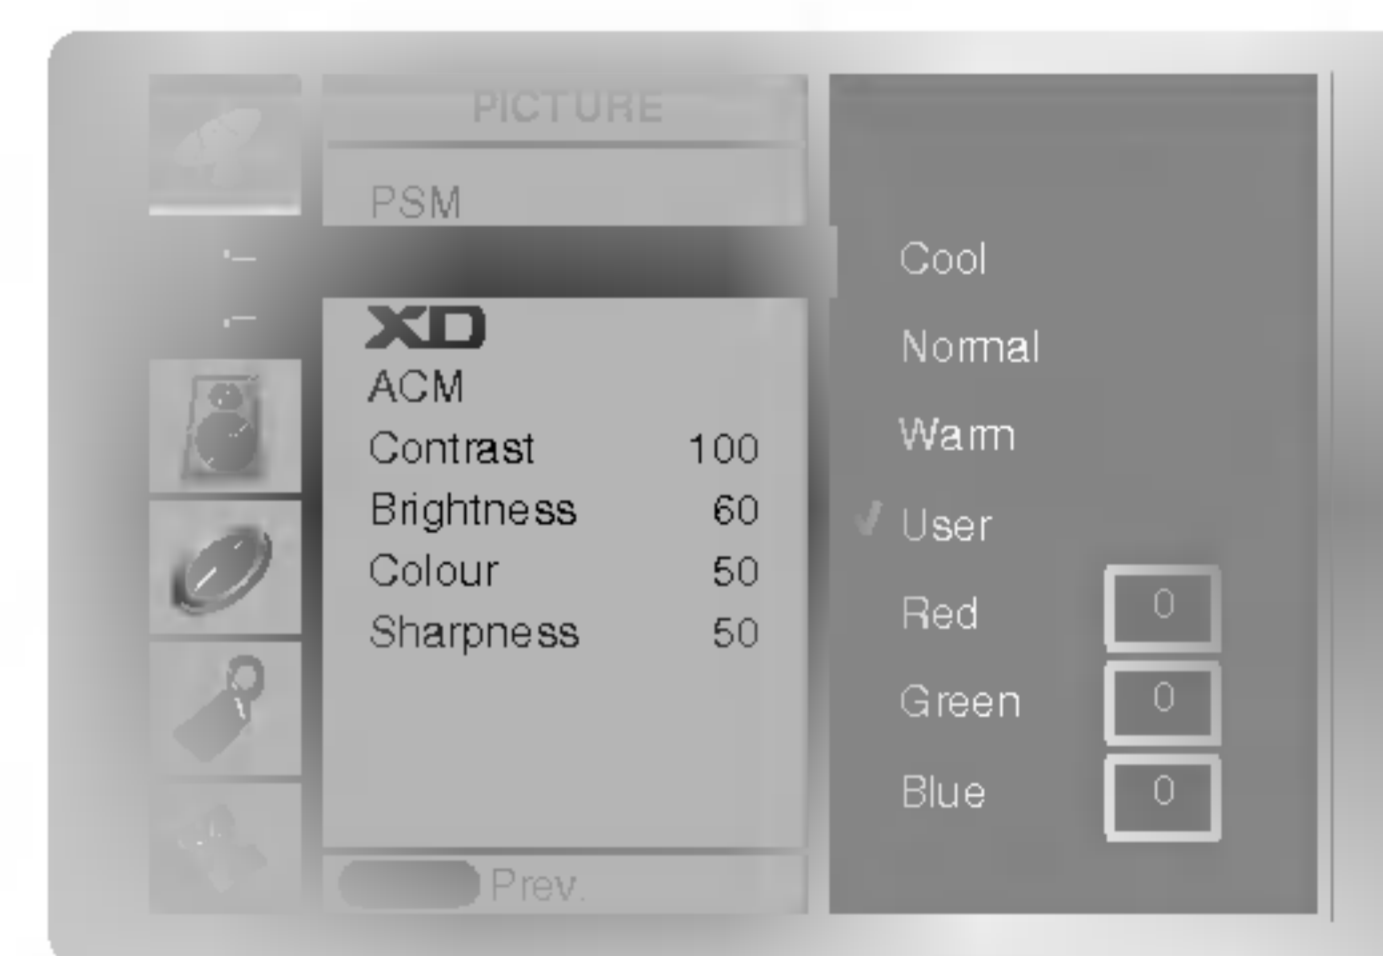 PICTURE
PSM
XD
ACM
Contrast 100
Brightness 60
Colour 50
Sharpness 50
Prev.
Cool
Normal
Warm
✓ User
Red 0
Green 0
Blue 0